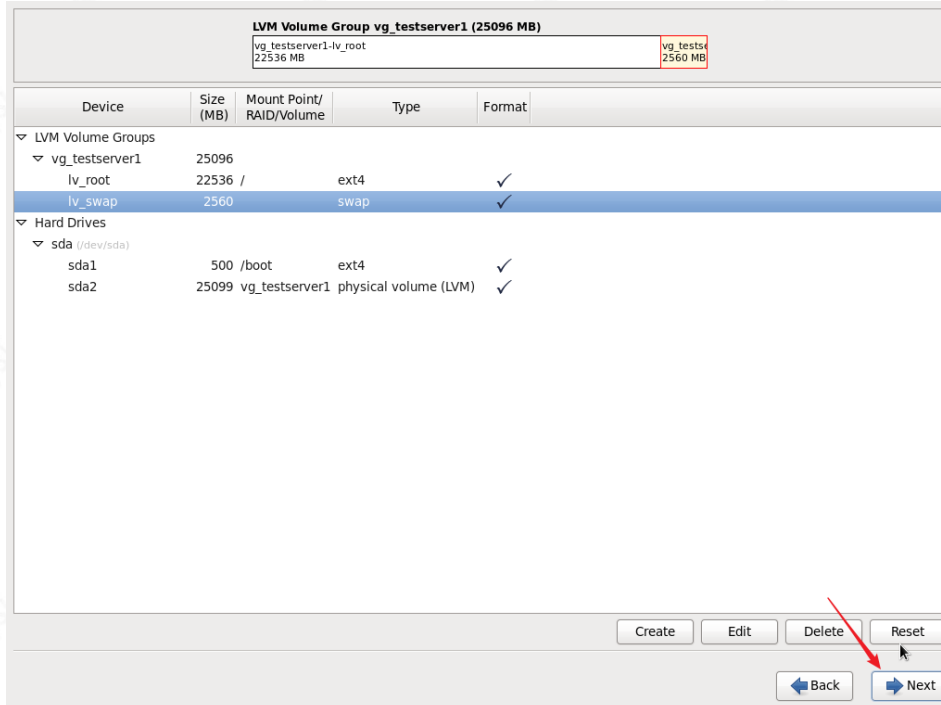 LVM Volume Group vg_testserver1 (25096 MB)
vg_testserver1-lv_root vg_testse
22536 MB 2560 MB
Device Size (MB) Mount Point/ RAID/Volume Type Format
LVM Volume Groups
vg_testserver1 25096
lv_root 22536 / ext4
lv_swap 2560 swap
Hard Drives
sda (/dev/sda)
sda1 500 /boot ext4
sda2 25099 vg_testserver1 physical volume (LVM)
Create Edit Delete Reset
Back Next